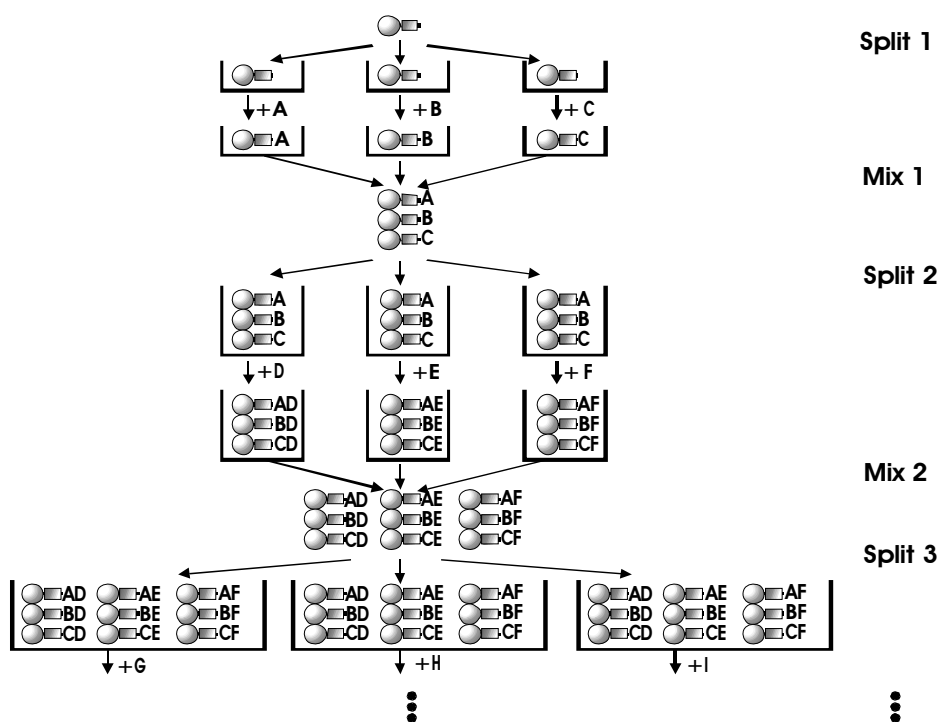 Split 1
+A +B +C
A B C
Mix 1
A
B
C
Split 2
A A A
B B B
C C C
+D +E +F
AD AE AF
BD BE BF
CD CE CF
Mix 2
AD AE AF
BD BE BF
CD CE CF
Split 3
AD AE AF AD AE AF AD AE AF
BD BE BF BD BE BF BD BE BF
CD CE CF CD CE CF CD CE CF
+G +H +I